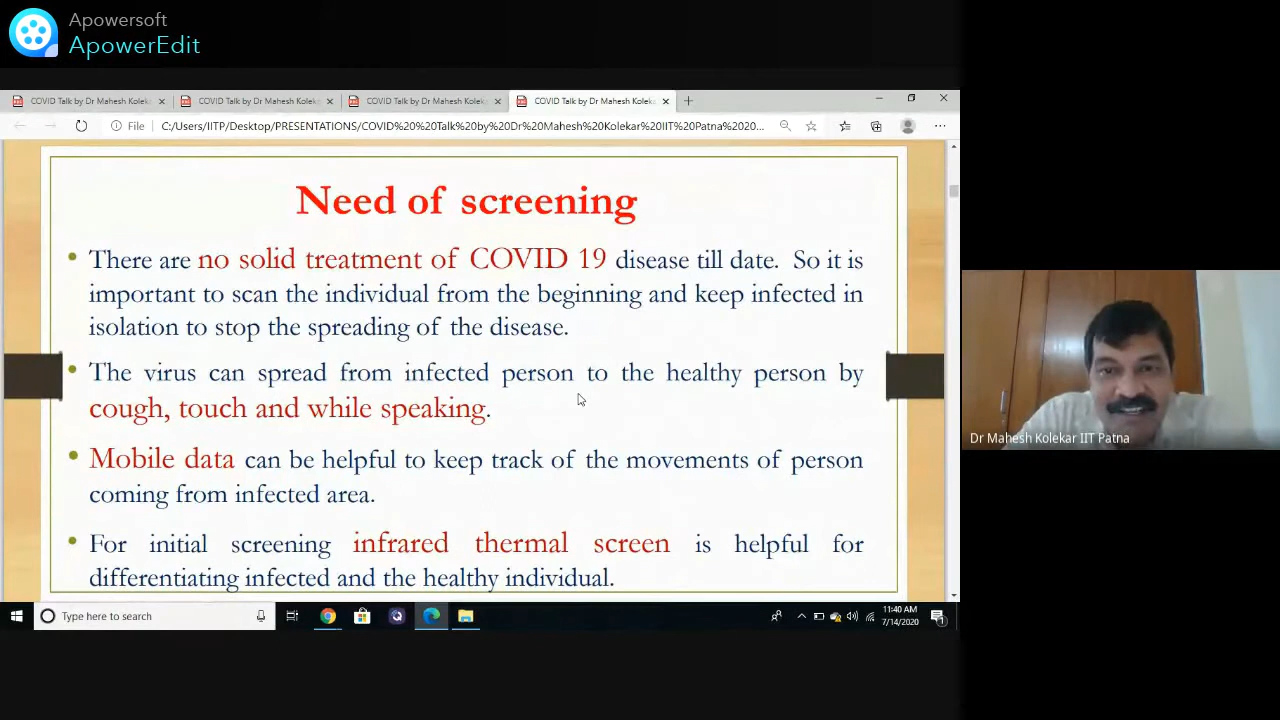 Apowersoft
ApowerEdit
COVID Talk by Dr Mahesh Koleka
COVID Talk by Dr Mahesh Koleka
COVID Talk by Dr Mahesh Koleka
COVID Talk by Dr Mahesh Koleka
File
C:/Users/IITP/Desktop/PRESENTATIONS/COVID%20%20Talk%20by%20Dr%20Mahesh%20Kolekar%20IIT%20Patna%2020...
Need of screening
• There are no solid treatment of COVID 19 disease till date. So it is
important to scan the individual from the beginning and keep infected in
isolation to stop the spreading of the disease.
• The virus can spread from infected person to the healthy person by
cough, touch and while speaking.
• Mobile data can be helpful to keep track of the movements of person
coming from infected area.
• For initial screening infrared thermal screen is helpful for
differentiating infected and the healthy individual.
Dr Mahesh Kolekar IIT Patna
Type here to search
11:40 AM
7/14/2020